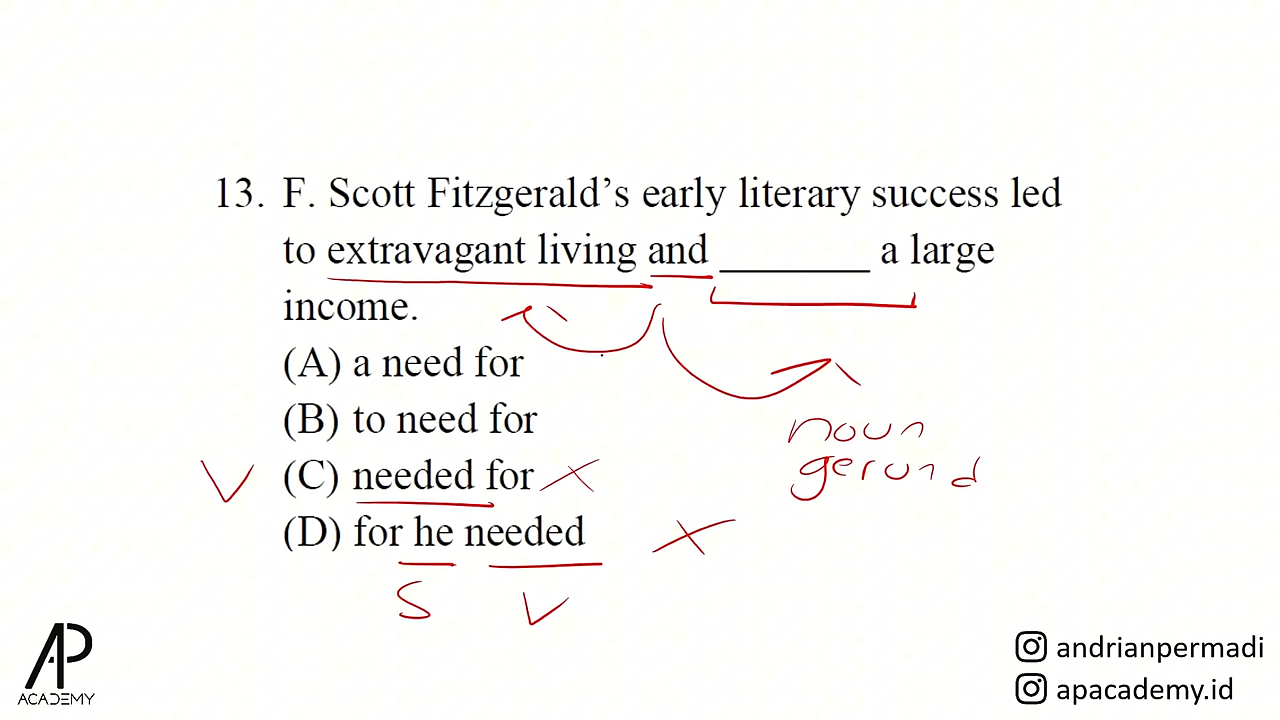 13. F. Scott Fitzgerald’s early literary success led
to extravagant living and ________ a large
income.
(A) a need for
(B) to need for
V (C) needed for X
(D) for he needed X
S V
noun
gerund
AP
ACADEMY
andrianpermadi
apacademy.id